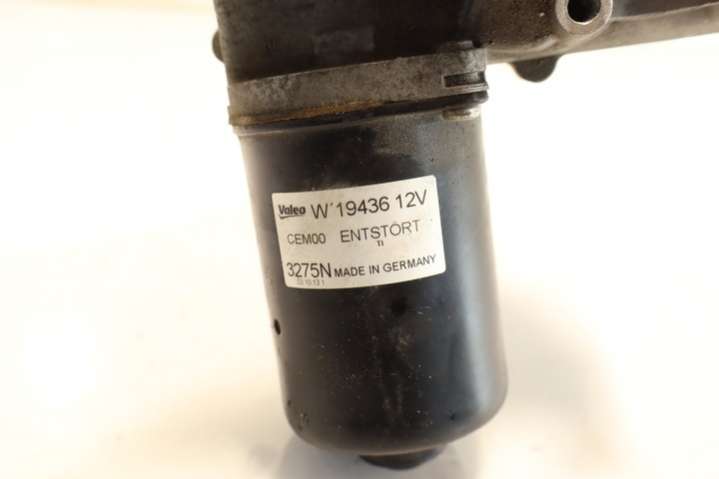 Valeo W 19436 12V
CEM00 ENTSTÖRT
3275N MADE IN GERMANY